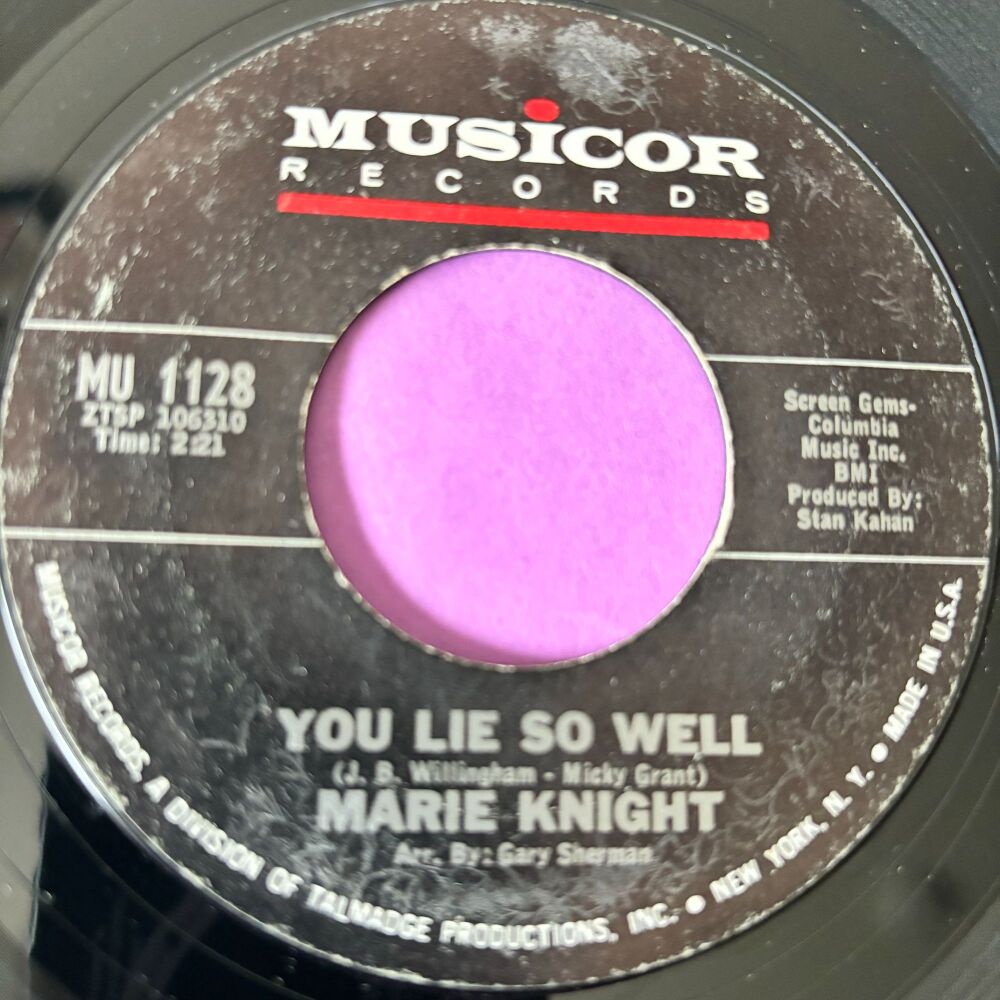 MUSiCOR
RECORDS
MU 1128
ZTSP 106310
Time: 2:21
Screen Gems-
Columbia
Music Inc.
BMI
Produced By:
Stan Kahan
YOU LIE SO WELL
(J. B. Willingham - Micky Grant)
MARIE KNIGHT
Arr. By: Gary Sherman
MUSICOR RECORDS, A DIVISION OF TALMADGE PRODUCTIONS, INC. • NEW YORK, N. Y. • MADE IN U.S.A.